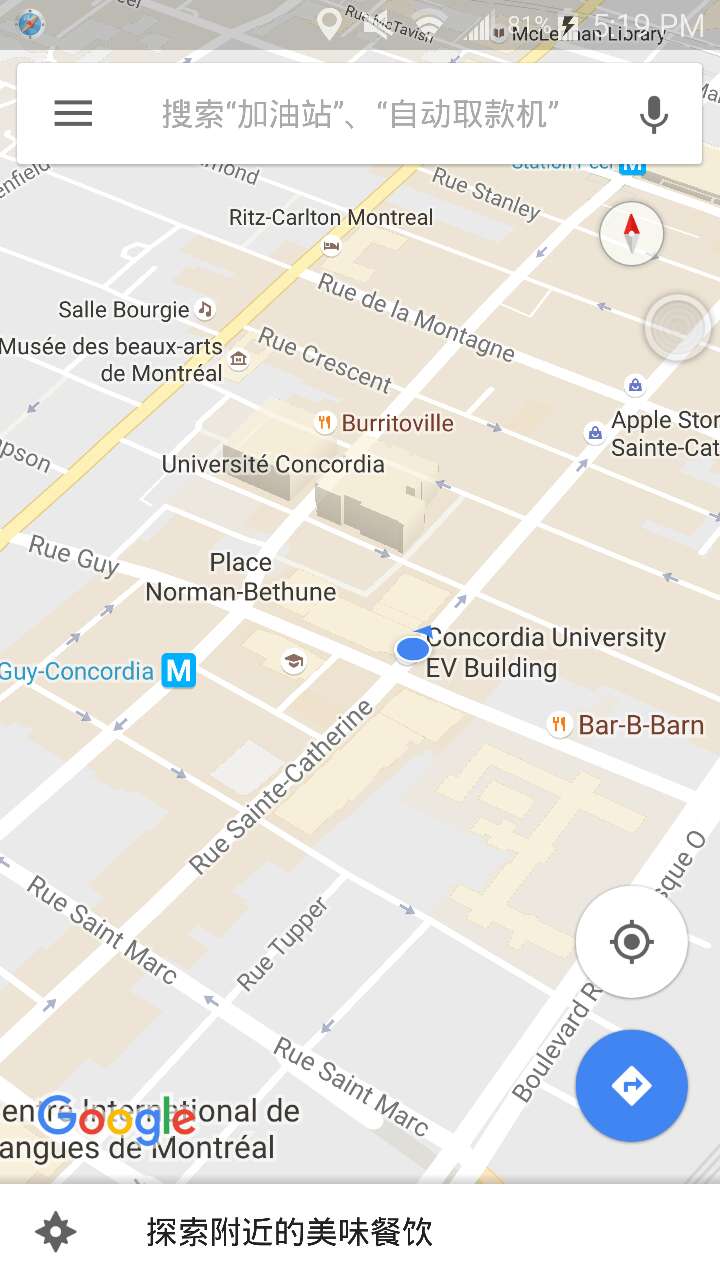 Rue McTavish
McLennan Library
81%
5:19 PM
搜索“加油站”、“自动取款机”
Station Peel M
Rue Stanley
Ritz-Carlton Montreal
Rue de la Montagne
Salle Bourgie
Musée des beaux-arts
de Montréal
Rue Crescent
Burritoville
Apple Stor
Sainte-Cat
Université Concordia
Rue Guy
Place
Norman-Bethune
Concordia University
EV Building
Guy-Concordia M
Bar-B-Barn
Rue Sainte-Catherine
Rue Saint Marc
Rue Tupper
Boulevard R
sque O
Rue Saint Marc
Google
angues de Montréal
探索附近的美味餐饮